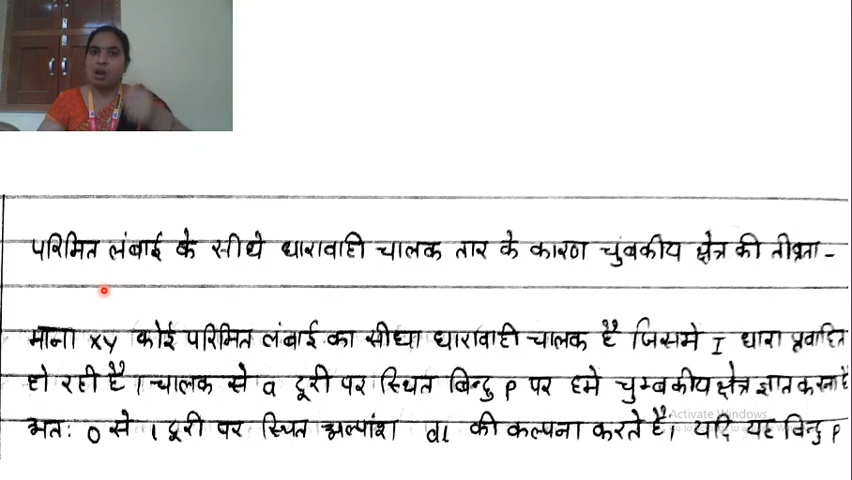 परिमित लंबाई के सीधे धारावाही चालक तार के कारण चुंबकीय क्षेत्र की तीव्रता -
माना XY कोई परिमित लंबाई का सीधा धारावाही चालक है जिसमे I धारा प्रवाहित
हो रही है । चालक से a दूरी पर स्थित बिन्दु P पर हमे चुम्बकीय क्षेत्र ज्ञात करना है
Activate Windows
अतः O से l दूरी पर स्थित अल्पांश dl की कल्पना करते है। यदि यह बिन्दु P